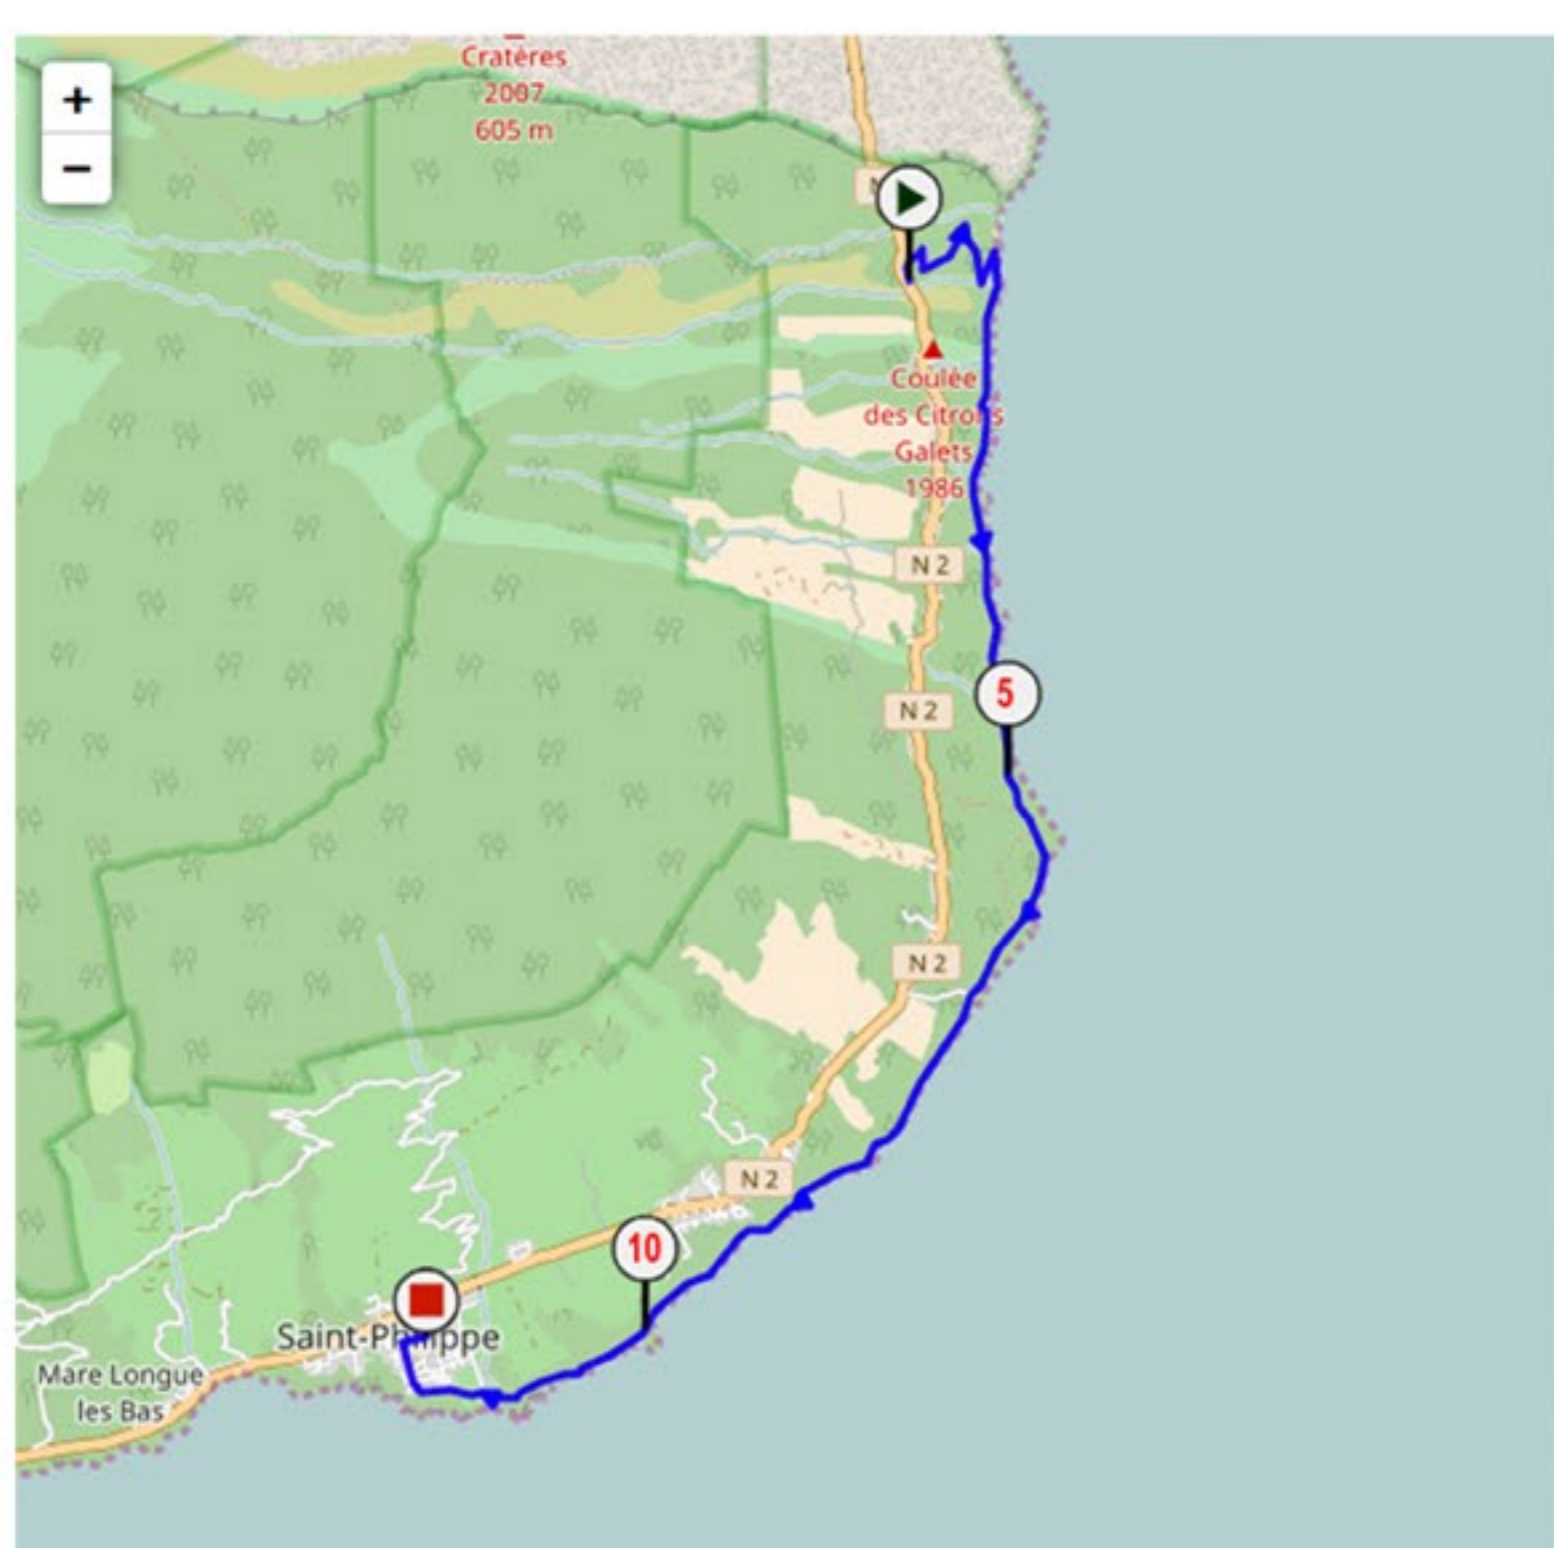 +
−
Cratères
2007
605 m
N
Coulée
des Citrons
Galets
1986
N 2
5
N 2
N 2
N 2
10
Saint-Philippe
Mare Longue
les Bas